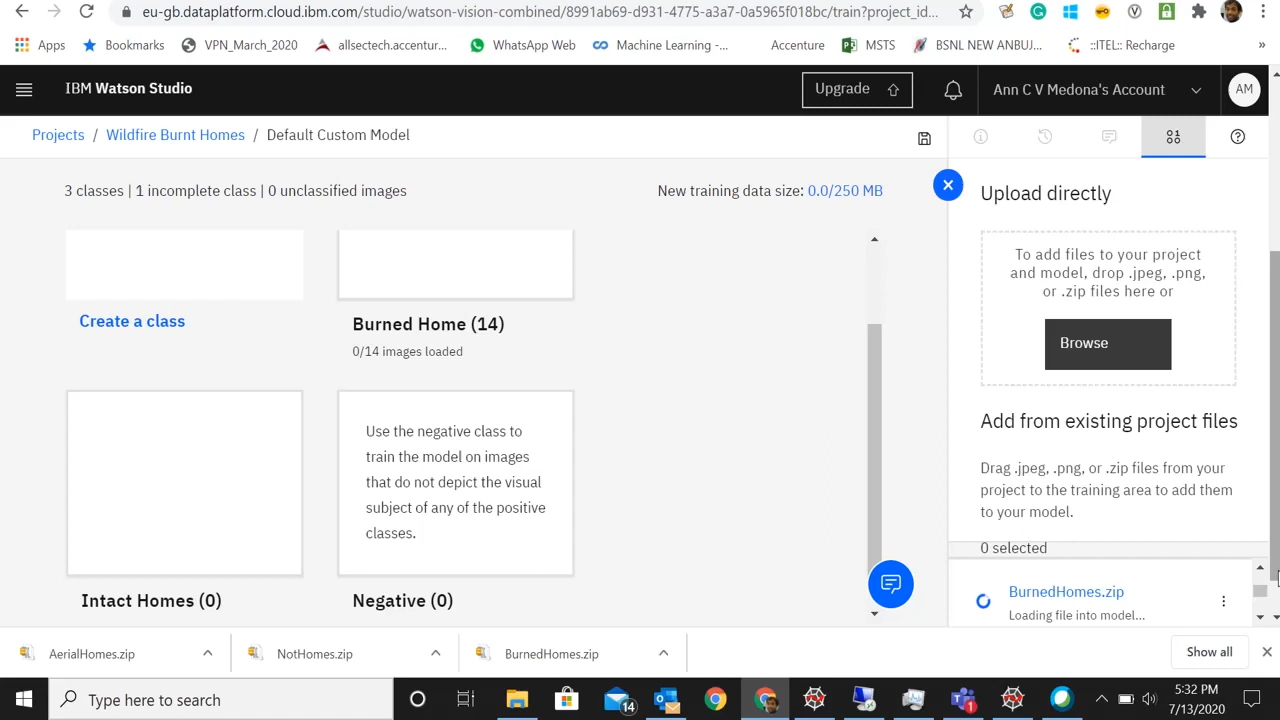 eu-gb.dataplatform.cloud.ibm.com/studio/watson-vision-combined/8991ab69-d931-4775-a3a7-0a5965f018bc/train?project_id...
Apps
Bookmarks
VPN_March_2020
allsectech.accentur...
WhatsApp Web
Machine Learning -...
Accenture
MSTS
BSNL NEW ANBUJ...
::ITEL:: Recharge
»
IBM Watson Studio
Upgrade
Ann C V Medona's Account
AM
Projects / Wildfire Burnt Homes / Default Custom Model
3 classes | 1 incomplete class | 0 unclassified images
New training data size: 0.0/250 MB
Create a class
Burned Home (14)
0/14 images loaded
Intact Homes (0)
Use the negative class to
train the model on images
that do not depict the visual
subject of any of the positive
classes.
Negative (0)
Upload directly
To add files to your project
and model, drop .jpeg, .png,
or .zip files here or
Browse
Add from existing project files
Drag .jpeg, .png, or .zip files from your
project to the training area to add them
to your model.
0 selected
BurnedHomes.zip
Loading file into model...
AerialHomes.zip
NotHomes.zip
BurnedHomes.zip
Show all
Type here to search
14
1
5:32 PM
7/13/2020